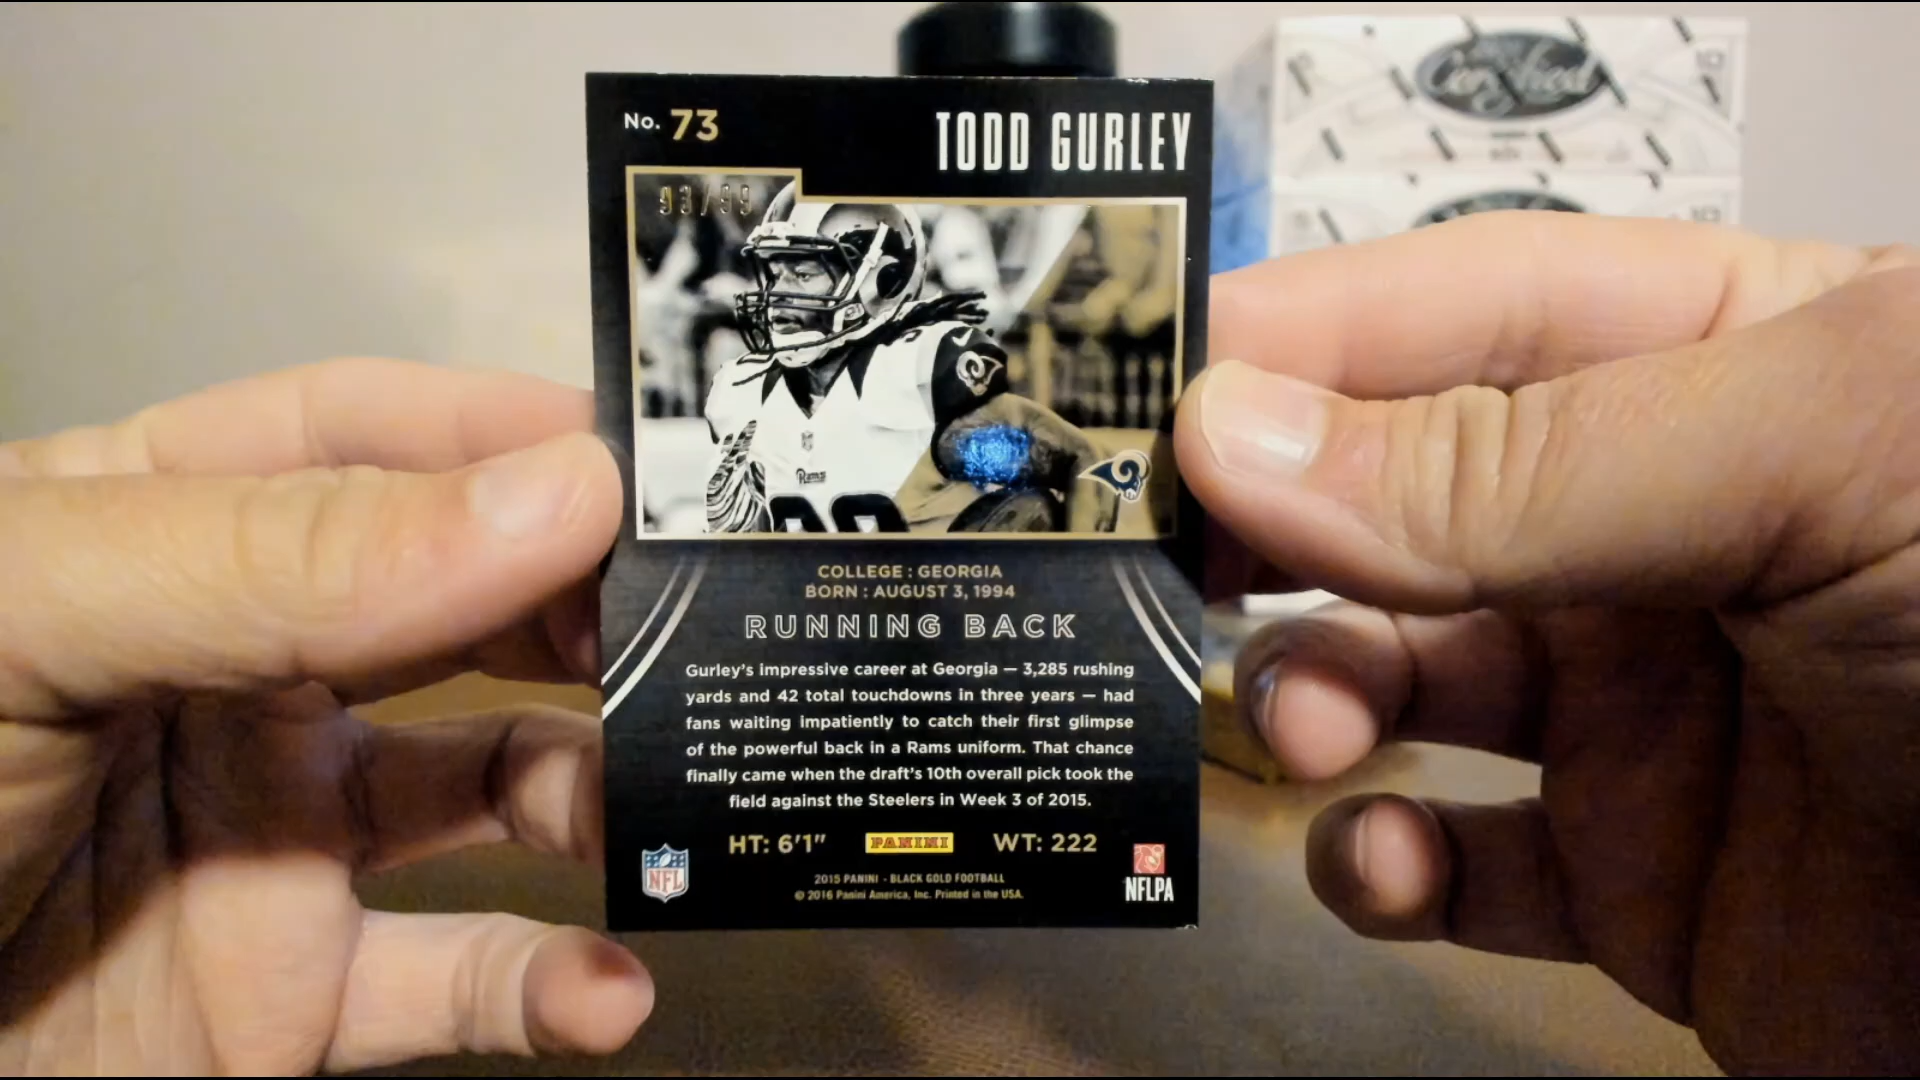 No. 73
TODD GURLEY
93/99
Rams
COLLEGE : GEORGIA
BORN : AUGUST 3, 1994
RUNNING BACK
Gurley's impressive career at Georgia — 3,285 rushing
yards and 42 total touchdowns in three years — had
fans waiting impatiently to catch their first glimpse
of the powerful back in a Rams uniform. That chance
finally came when the draft's 10th overall pick took the
field against the Steelers in Week 3 of 2015.
HT: 6'1"
PANINI
WT: 222
NFL
NFLPA
2015 PANINI - BLACK GOLD FOOTBALL
© 2016 Panini America, Inc. Printed in the USA.
Certified